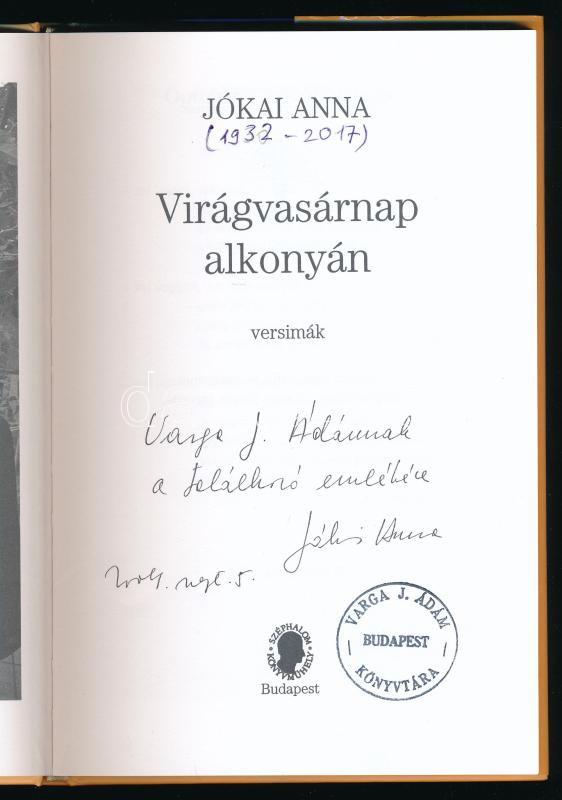 JÓKAI ANNA
(1932-2017)
Virágvasárnap
alkonyán
versimák
Varga J. Ádámnak
a találkozó emlékére
Jókai Anna
2004. szept. 5.
SZÉPHALOM
KÖNYVMŰHELY
Budapest
VARGA J. ÁDÁM
BUDAPEST
KÖNYVTÁRA